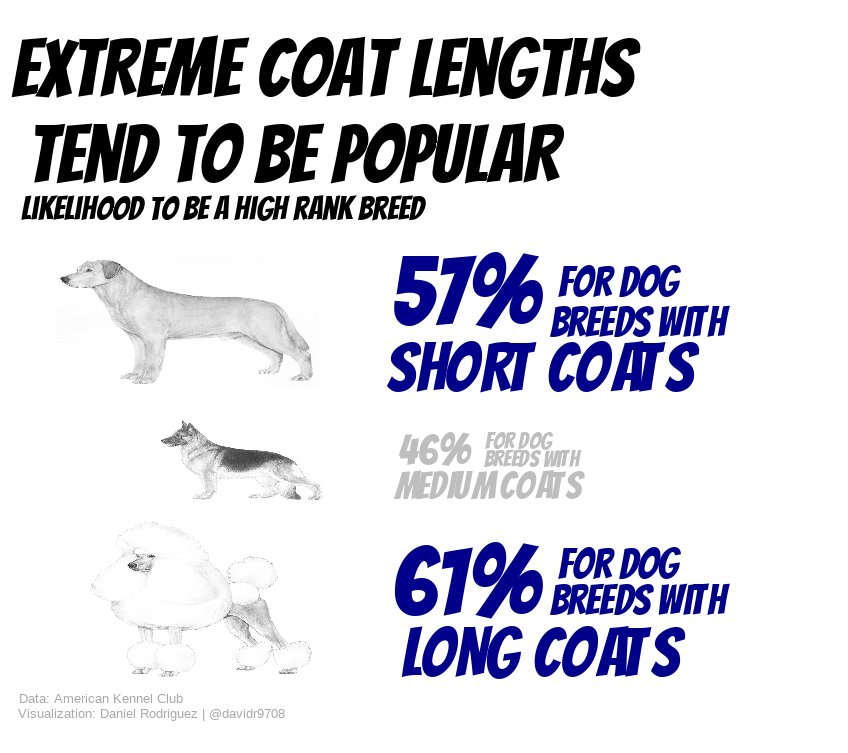 EXTREME COAT LENGTHS
TEND TO BE POPULAR
LIKELIHOOD TO BE A HIGH RANK BREED
57% FOR DOG
BREEDS WITH
SHORT COATS
46% FOR DOG
BREEDS WITH
MEDIUM COATS
61% FOR DOG
BREEDS WITH
LONG COATS
Data: American Kennel Club
Visualization: Daniel Rodriguez | @davidr9708